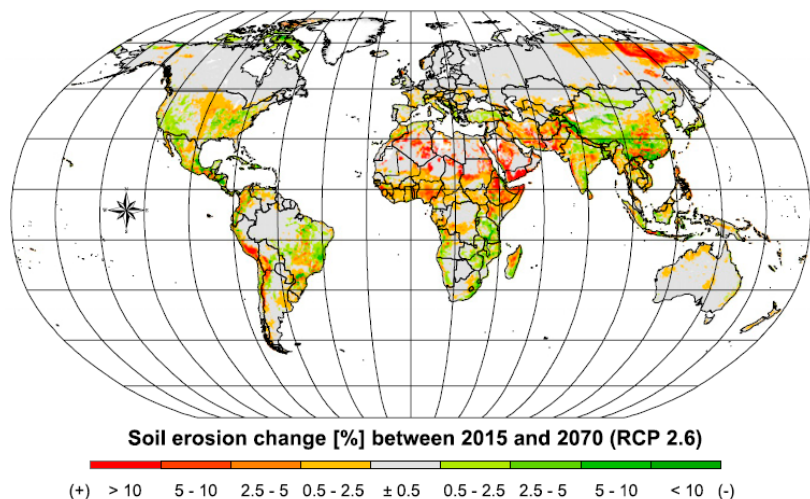 Soil erosion change [%] between 2015 and 2070 (RCP 2.6)
(+) > 10 5 - 10 2.5 - 5 0.5 - 2.5 ± 0.5 0.5 - 2.5 2.5 - 5 5 - 10 < 10 (-)